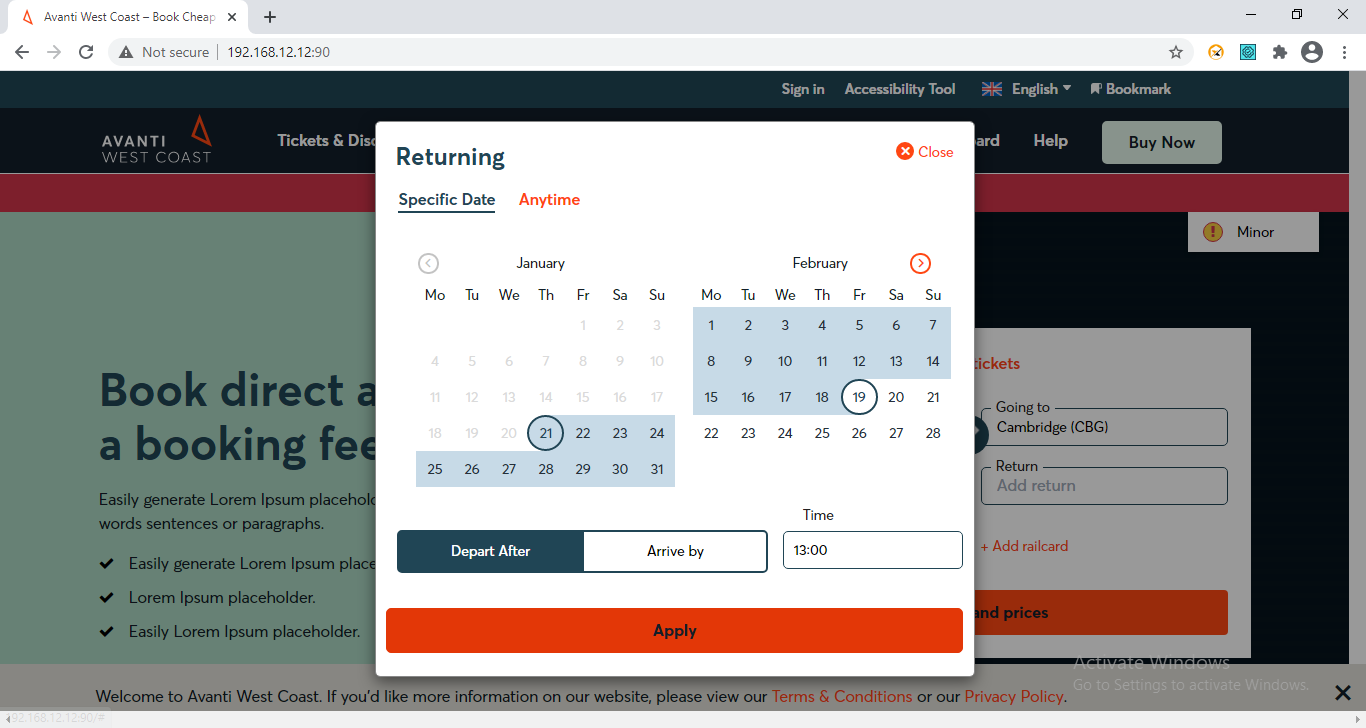 Avanti West Coast – Book Cheap
Not secure 192.168.12.12:90
Sign in Accessibility Tool English Bookmark
AVANTI
WEST COAST
Tickets & Disc
ard Help Buy Now
Returning
Close
Specific Date Anytime
Minor
January
Mo Tu We Th Fr Sa Su
1 2 3
4 5 6 7 8 9 10
11 12 13 14 15 16 17
18 19 20 21 22 23 24
25 26 27 28 29 30 31
February
Mo Tu We Th Fr Sa Su
1 2 3 4 5 6 7
8 9 10 11 12 13 14
15 16 17 18 19 20 21
22 23 24 25 26 27 28
Time
Depart After Arrive by 13:00
Apply
Book direct a
a booking fee
Easily generate Lorem Ipsum placehold
words sentences or paragraphs.
Easily generate Lorem Ipsum place
Lorem Ipsum placeholder.
Easily Lorem Ipsum placeholder.
tickets
Going to
Cambridge (CBG)
Return
Add return
+ Add railcard
and prices
Activate Windows
Go to Settings to activate Windows.
Welcome to Avanti West Coast. If you'd like more information on our website, please view our Terms & Conditions or our Privacy Policy.
192.168.12.12:90/#